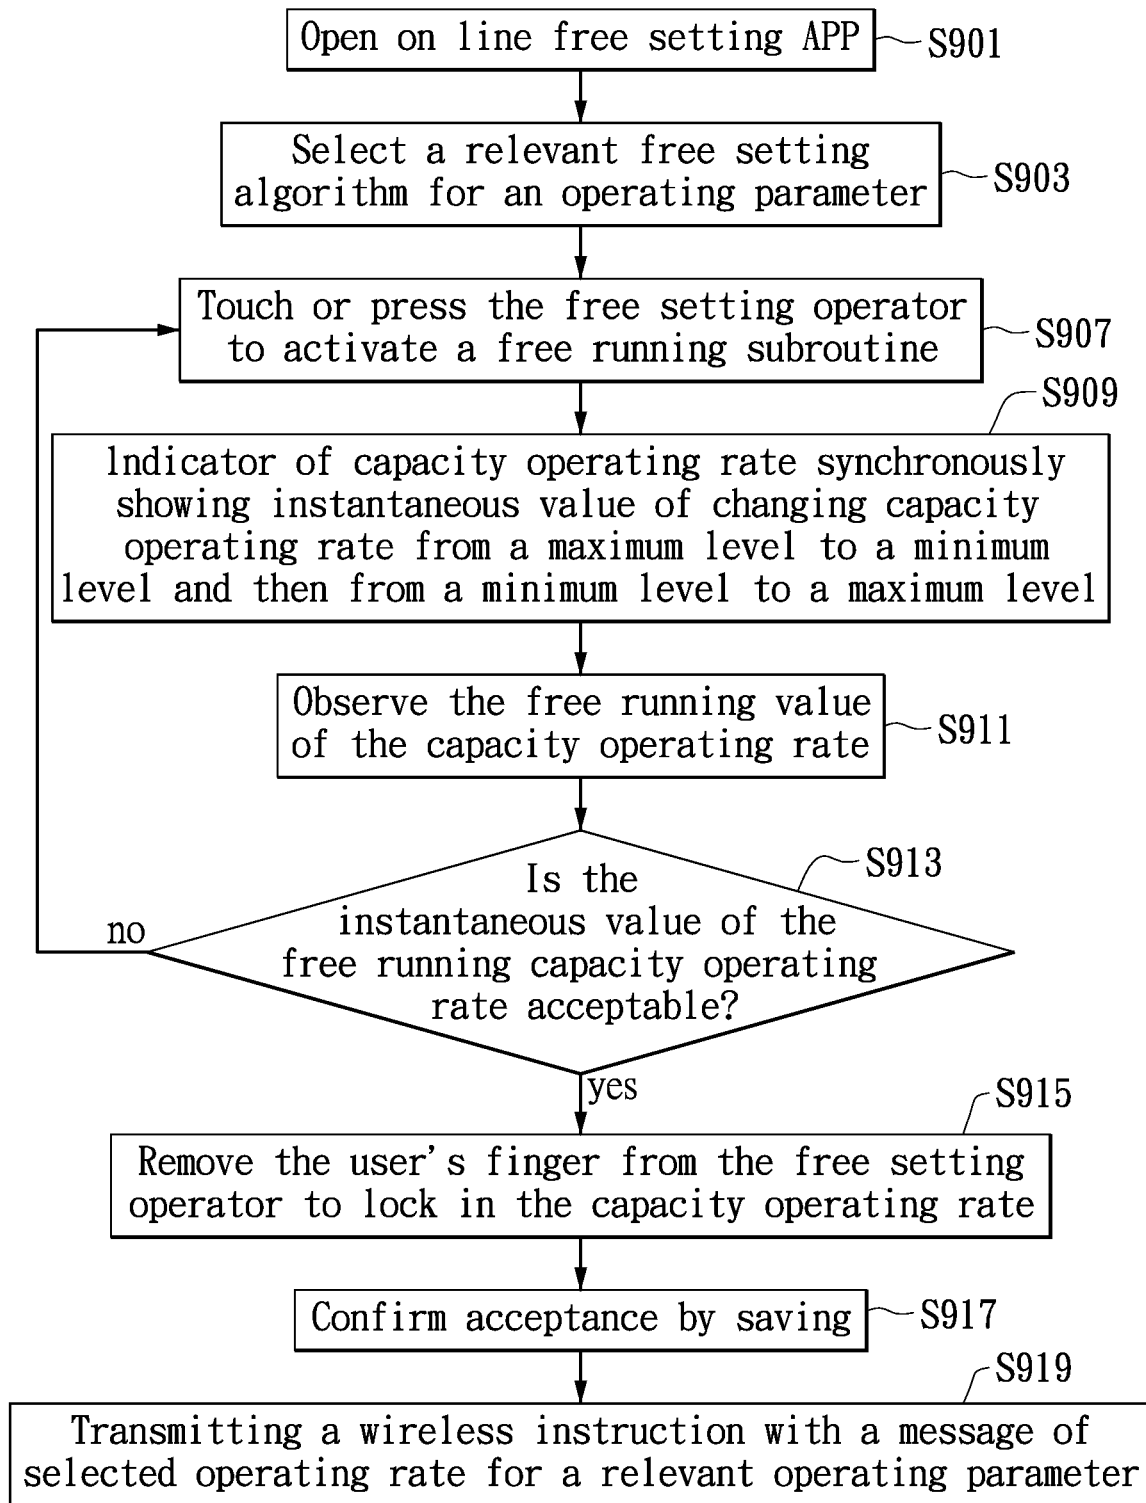 Open on line free setting APP
S901
Select a relevant free setting
algorithm for an operating parameter
S903
Touch or press the free setting operator
to activate a free running subroutine
S907
S909
lndicator of capacity operating rate synchronously
showing instantaneous value of changing capacity
operating rate from a maximum level to a minimum
level and then from a minimum level to a maximum level
Observe the free running value
of the capacity operating rate
S911
S913
Is the
instantaneous value of the
free running capacity operating
rate acceptable?
no
yes
S915
Remove the user's finger from the free setting
operator to lock in the capacity operating rate
Confirm acceptance by saving
S917
S919
Transmitting a wireless instruction with a message of
selected operating rate for a relevant operating parameter